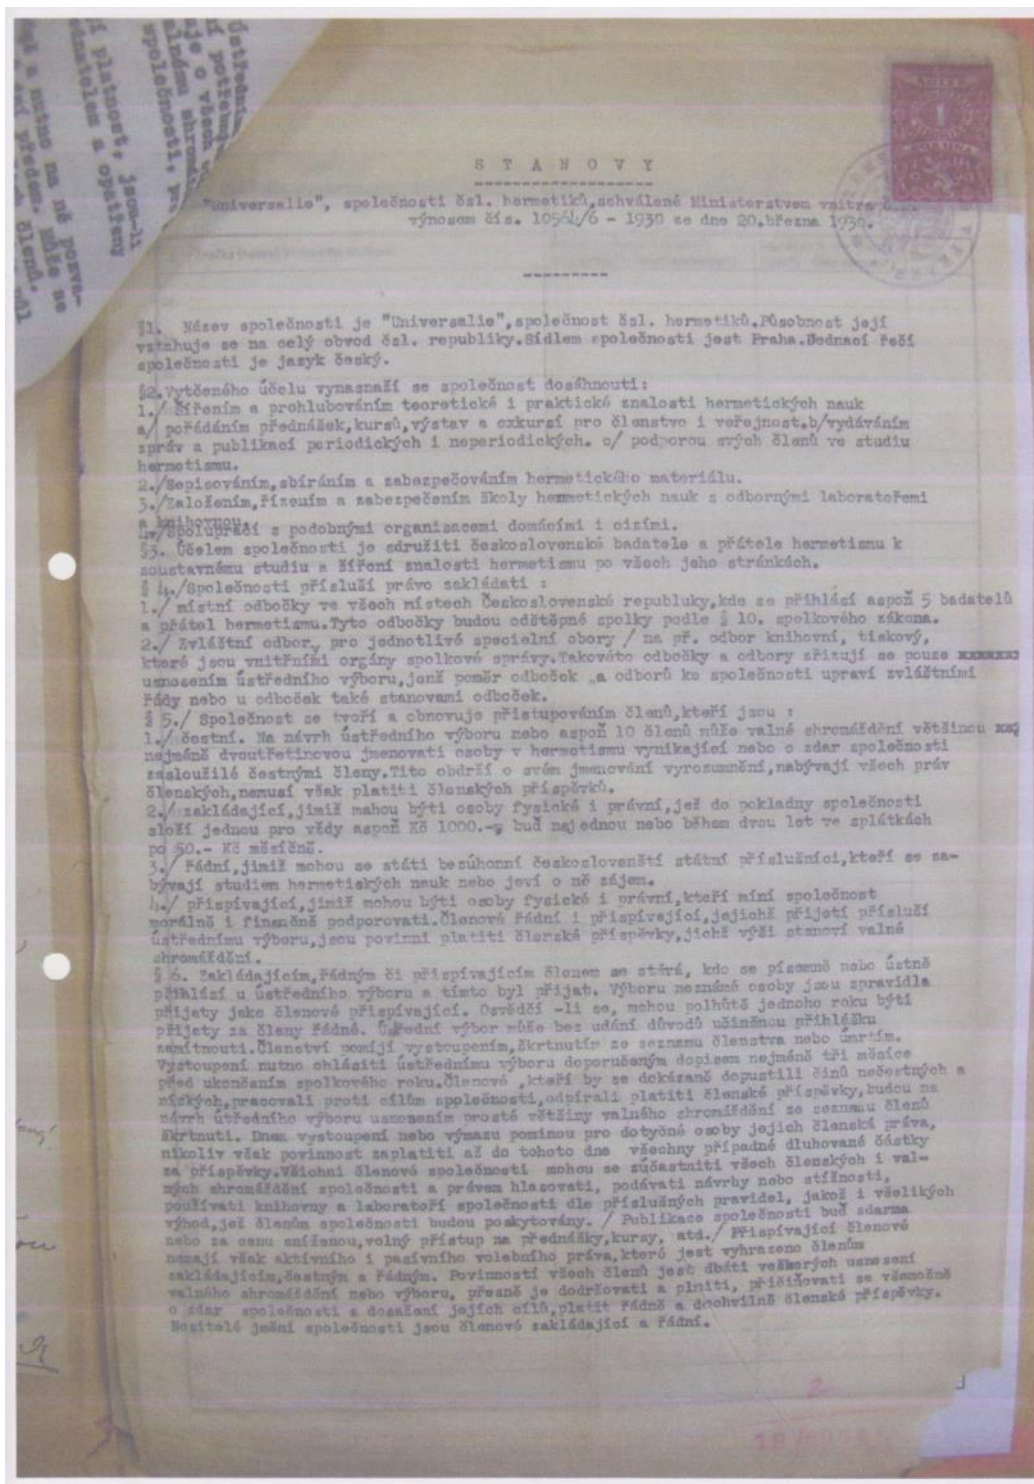 S T A N O V Y
"Universalie", společnosti čsl. hermetiků, schválené Ministerstvem vnitra
výnosem čís. 10564/6 - 1930 ze dne 20.března 1930.
§1. Název společnosti je "Universalie",společnost čsl. hermetiků.Působnost její
vztahuje se na celý obvod čsl. republiky.Sídlem společnosti jest Praha.Jednací řečí
společnosti je jazyk český.
§2.Vytčeného účelu vynasnaží se společnost dosáhnouti:
1./ Šířením a prohlubováním teoretické i praktické znalosti hermetických nauk
a/ pořádáním přednášek,kursů,výstav a exkursí pro členstvo i veřejnost.b/vydáváním
zpráv a publikací periodických i neperiodických. c/ podporou svých členů ve studiu
hermetismu.
2./Sepisováním,sbíráním a zabezpečováním hermetického materiálu.
3./Založením,řízením a zabezpečením školy hermetických nauk s odbornými laboratořemi
a knihovnou.
4./Spoluprací s podobnými organisacemi domácími i cizími.
§3. Účelem společnosti je sdružiti československé badatele a přátele hermetismu k
soustavnému studiu a šíření znalosti hermetismu po všech jeho stránkách.
§ 4./Společnosti přísluší právo zakládati :
1./ místní odbočky ve všech místech Československé republuky,kde se přihlásí aspoň 5 badatelů
a přátel hermetismu.Tyto odbočky budou odštěpné spolky podle § 10. spolkového zákona.
2./ Zvláštní odbory pro jednotlivé specielní obory / na př. odbor knihovní, tiskový,
které jsou vnitřními orgány spolkové správy.Takovéto odbočky a odbory zřizují se pouze
usnesením ústředního výboru,jenž poměr odboček a odborů ke společnosti upraví zvláštními
řády nebo u odboček také stanovami odboček.
§ 5./ Společnost se tvoří a obnovuje přistupováním členů,kteří jsou :
1./ čestní. Na návrh ústředního výboru nebo aspoň 10 členů může valné shromáždění většinou
nejméně dvoutřetinovou jmenovati osoby v hermetismu vynikající nebo o zdar společnosti
zasloužilé čestnými členy.Tito obdrží o svém jmenování vyrozumnění,nabývají všech práv
členských,nemusí však platiti členských příspěvků.
2./ zakládající,jimiž mahou býti osoby fysické i právní,jež do pokladny společnosti
složí jednou pro vždy aspoň Kč 1000.- buď najednou nebo během dvou let ve splátkách
po 50.- Kč měsíčně.
3./ řádní,jimiž mohou se státi bezúhonní českoslovenští státní příslušníci,kteří se za-
bývají studiem hermetiských nauk nebo jeví o ně zájem.
4./ přispívající,jimiž mohou býti osoby fysické i právní,kteří míní společnost
morálně i finančně podporovati.Členové řádní i přispívající,jejichž přijetí přísluší
ústřednímu výboru,jsou povinni platiti členské příspěvky,jichž výši stanoví valné
shromáždění.
§ 6. Zakládajícím,řádným či přispívajícím členem se stává, kdo se písemně nebo ústně
přihlásí u ústředního výboru a tímto byl přijat. Výboru neznámé osoby jsou zpravidla
přijaty jako členové přispívající. Osvědčí -li se, mohou polhůtě jednoho roku býti
přijaty za členy řádné. Úsřední výbor může bez udání důvodů učiněnou přihlášku
zamítnouti.Členství pomíjí vystoupením,škrtnutím ze seznamu členstva nebo úmrtím.
Vystoupení nutno ohlásiti ústřednímu výboru doporučeným dopisem nejméně tři měsíce
před ukončením spolkového roku.Členové ,kteří by se dokázaně dopustili činů nečestných a
nízkých,pracovali proti cílům společnosti,odpírali platiti členské příspěvky,budou na
návrh útředního výboru usnesením prosté většiny valného shromáždění ze seznamu členů
škrtnuti. Dnem vystoupení nebo výmazu pominou pro dotyčné osoby jejich členská práva,
nikoliv však povinnost zaplatiti až do tohoto dne všechny případné dluhované částky
za příspěvky.Všichni členové společnosti mohou se zúčastniti všech členských i val-
ných shromáždění společnosti a právem hlasovati, podávati návrhy nebo stížnosti,
používati knihovny a laboratoří společnosti dle příslušných pravidel, jakož i všelikých
výhod,jež členům společnosti budou poskytovány. / Publikace společnosti buď zdarma
nebo za cenu sníženou,volný přístup na přednášky,kursy, atd./ Přispívající členové
nemají však aktivního i pasívního volebního práva,které jest vyhrazeno členům
zakládajícím,čestným a řádným. Povinností všech členů jest dbáti veškerých usnesení
valného shromáždění nebo výboru, přesně je dodržovati a plniti, přičiňovati se všemožně
o zdar společnosti z dosažení jejích cílů,platit řádně a dochvilně členské příspěvky.
Nositelé jmění společnosti jsou členové zakládající a řádní.
2